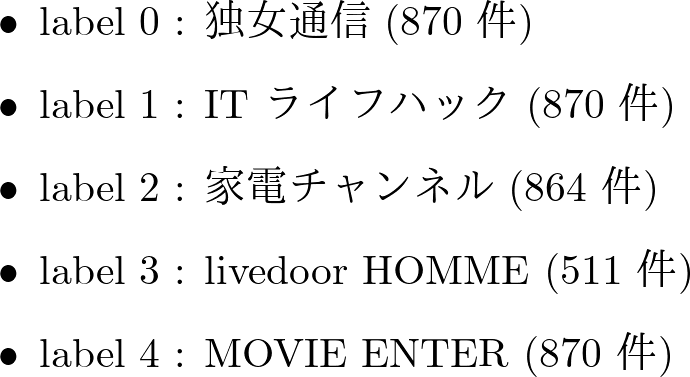 • label 0 : 独女通信 (870 件)
• label 1 : IT ライフハック (870 件)
• label 2 : 家電チャンネル (864 件)
• label 3 : livedoor HOMME (511 件)
• label 4 : MOVIE ENTER (870 件)